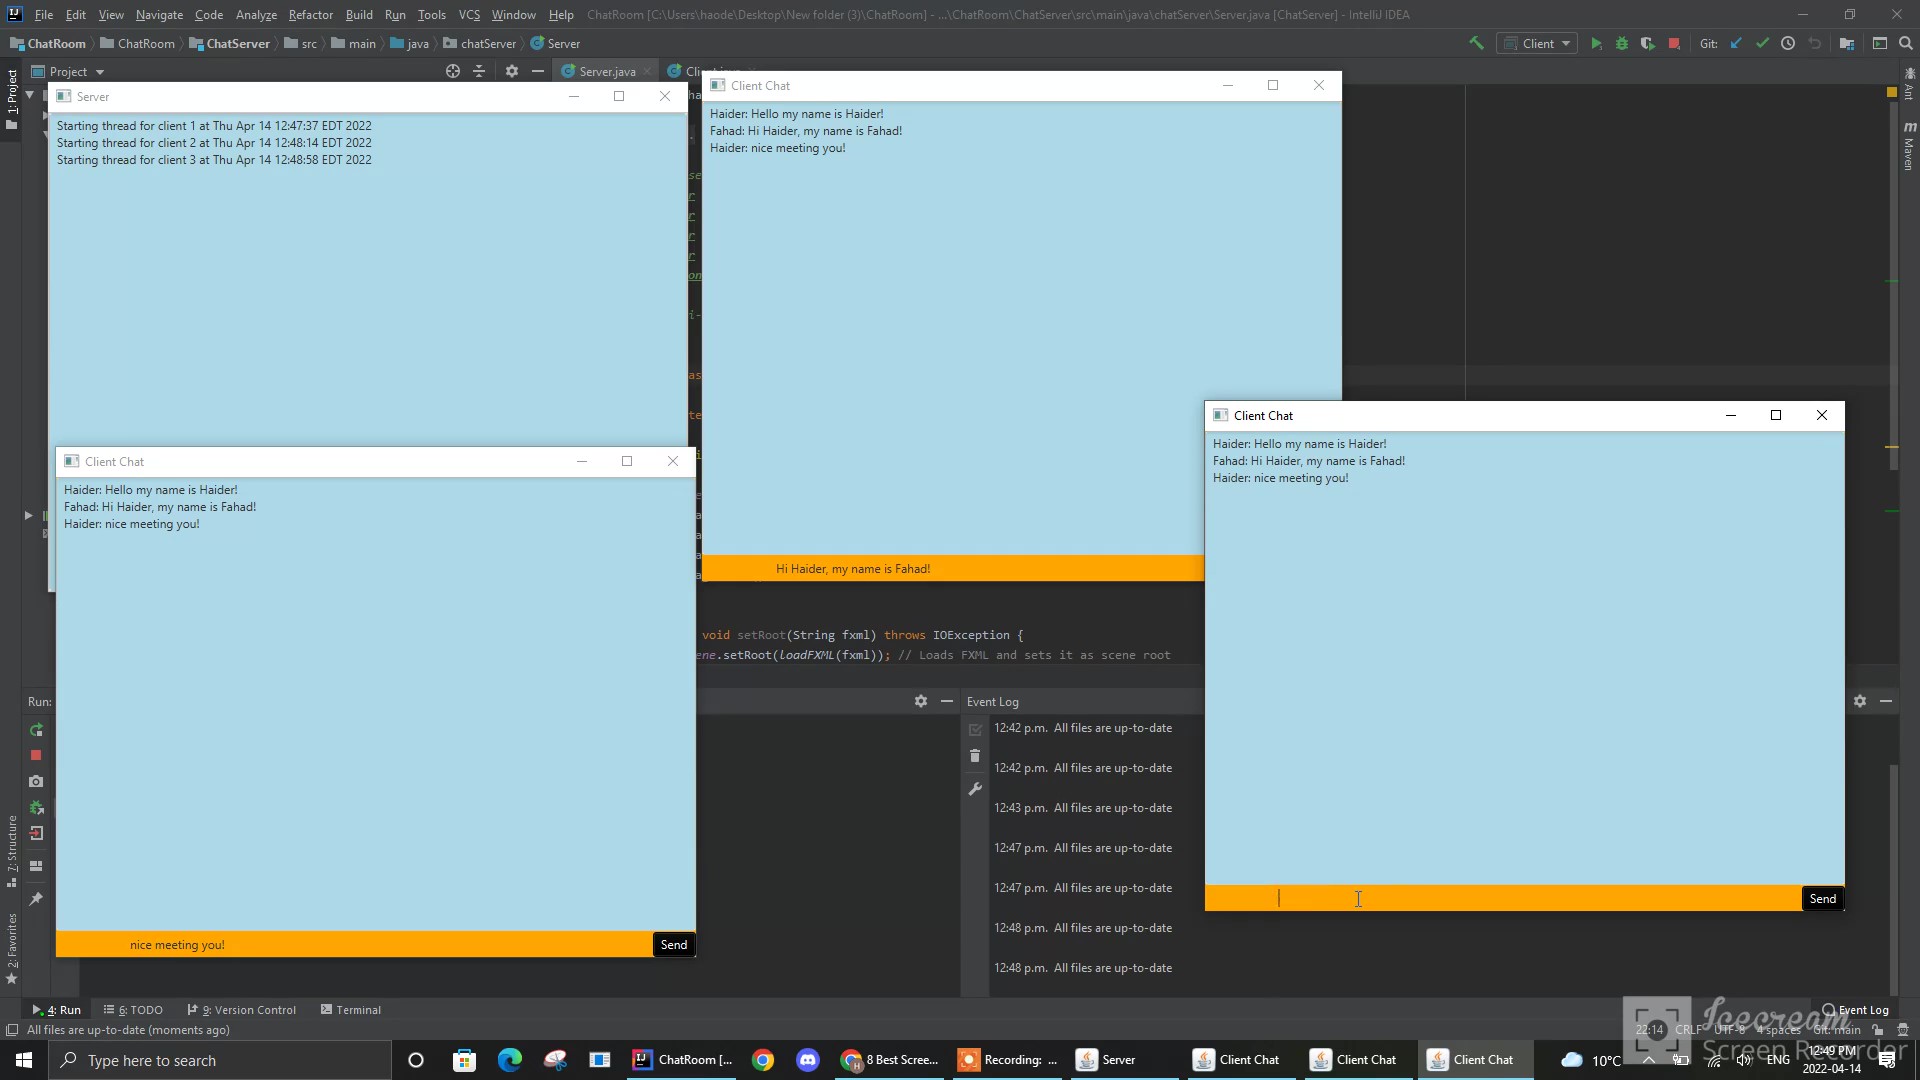 File Edit View Navigate Code Analyze Refactor Build Run Tools VCS Window Help ChatRoom [C:\Users\haode\Desktop\New folder (3)\ChatRoom] - ...\ChatRoom\ChatServer\src\main\java\chatServer\Server.java [ChatServer] - IntelliJ IDEA
ChatRoom ChatRoom ChatServer src main java chatServer Server Client Git:
Project Server.java
1: Project
Ant
Maven
Server
Starting thread for client 1 at Thu Apr 14 12:47:37 EDT 2022
Starting thread for client 2 at Thu Apr 14 12:48:14 EDT 2022
Starting thread for client 3 at Thu Apr 14 12:48:58 EDT 2022
Client Chat
Haider: Hello my name is Haider!
Fahad: Hi Haider, my name is Fahad!
Haider: nice meeting you!
Hi Haider, my name is Fahad!
Client Chat
Haider: Hello my name is Haider!
Fahad: Hi Haider, my name is Fahad!
Haider: nice meeting you!
nice meeting you! Send
Client Chat
Haider: Hello my name is Haider!
Fahad: Hi Haider, my name is Fahad!
Haider: nice meeting you!
Send
void setRoot(String fxml) throws IOException {
ene.setRoot(loadFXML(fxml)); // Loads FXML and sets it as scene root
Run:
Event Log
12:42 p.m. All files are up-to-date
12:42 p.m. All files are up-to-date
12:43 p.m. All files are up-to-date
12:47 p.m. All files are up-to-date
12:47 p.m. All files are up-to-date
12:48 p.m. All files are up-to-date
12:48 p.m. All files are up-to-date
7: Structure
2: Favorites
4: Run 6: TODO 9: Version Control Terminal Event Log
All files are up-to-date (moments ago) 22:14 CRLF UTF-8 4 spaces Git: main
Icecream
Screen Recorder
Type here to search ChatRoom [... 8 Best Scree... Recording: ... Server Client Chat Client Chat Client Chat 10°C ENG 12:49 PM
2022-04-14